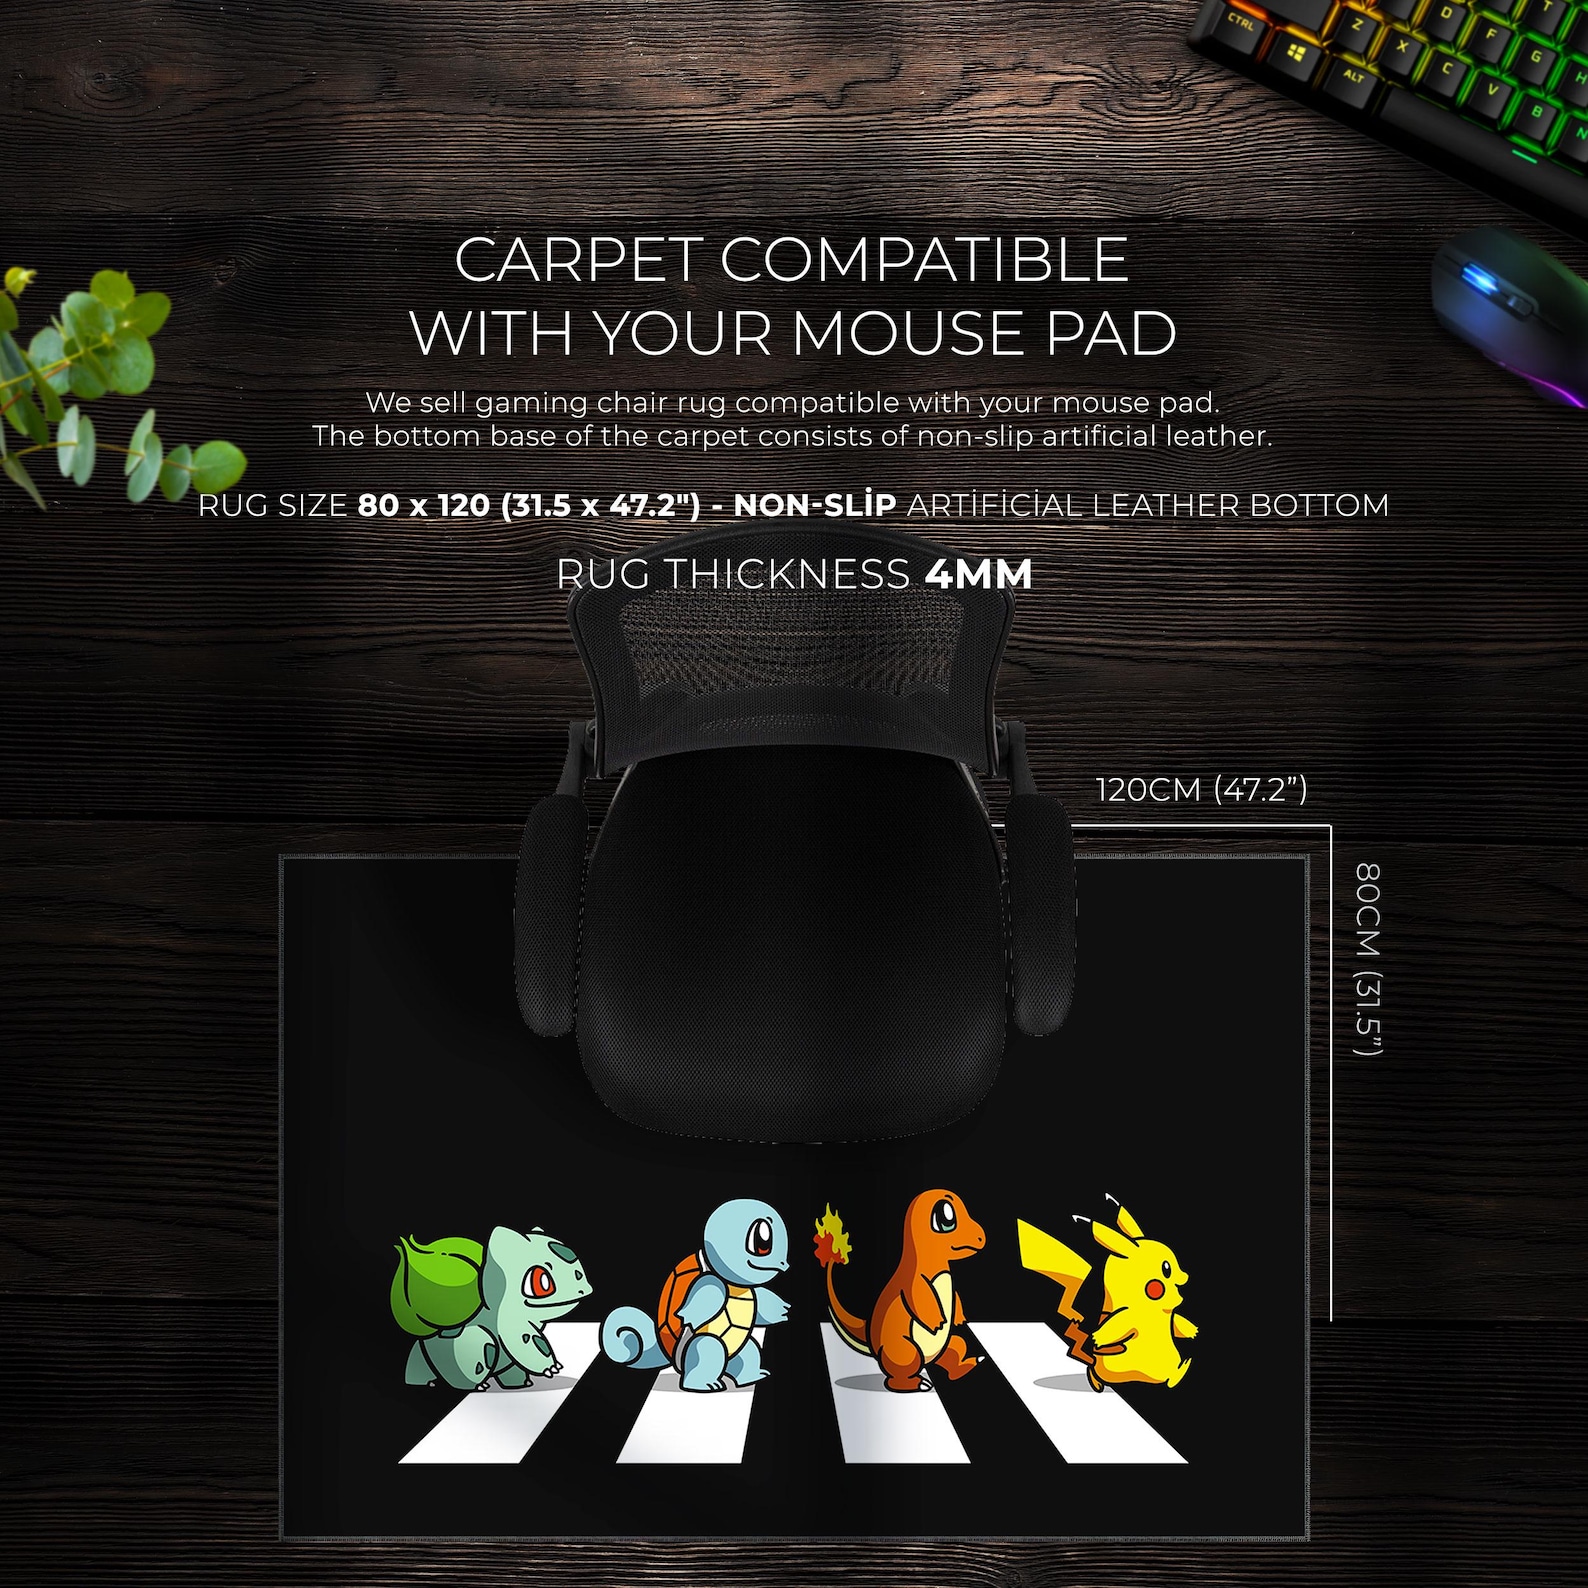 CARPET COMPATIBLE
WITH YOUR MOUSE PAD
We sell gaming chair rug compatible with your mouse pad.
The bottom base of the carpet consists of non-slip artificial leather.
RUG SIZE 80 x 120 (31.5 x 47.2") - NON-SLİP ARTİFİCİAL LEATHER BOTTOM
RUG THICKNESS 4MM
120CM (47.2”)
80CM (31.5”)
CTRL
ALT
Z
X
C
V
B
N
D
F
G
H
T